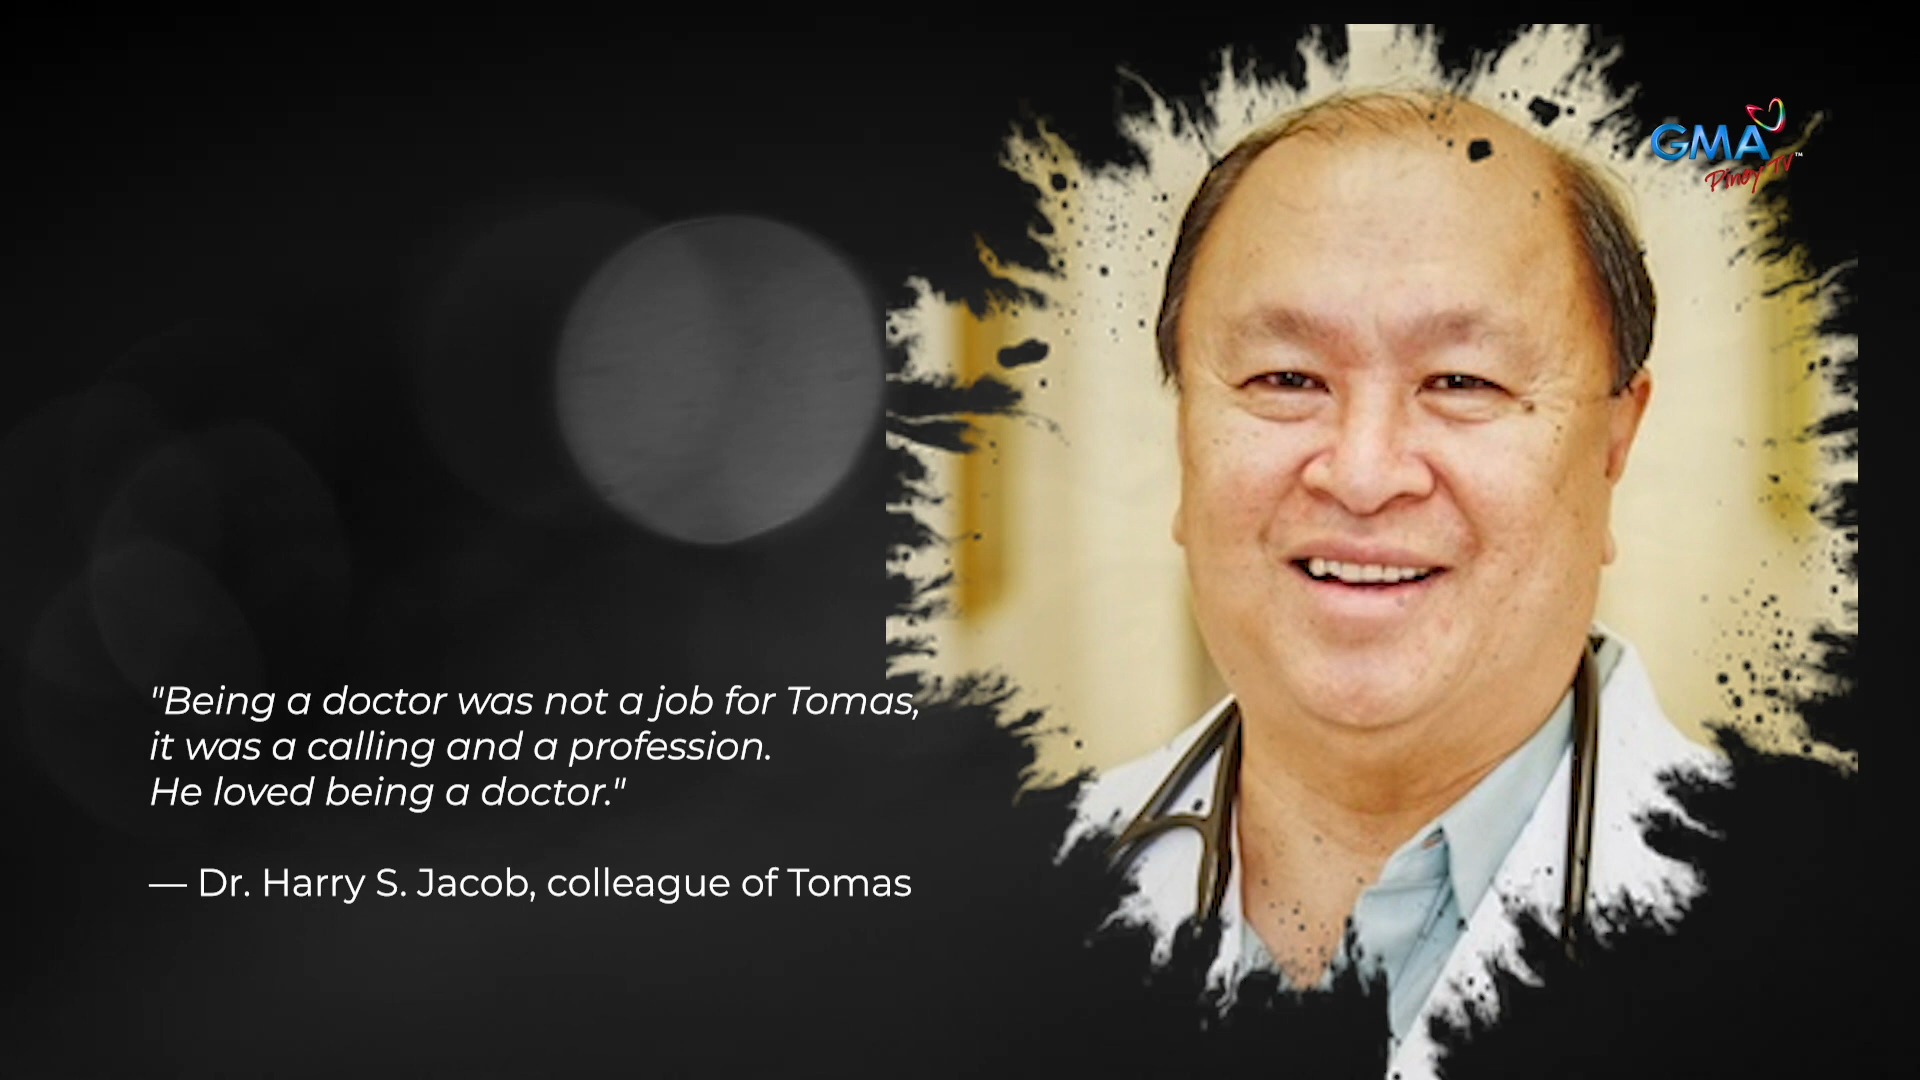 GMA
Pinoy TV™
"Being a doctor was not a job for Tomas,
it was a calling and a profession.
He loved being a doctor."
— Dr. Harry S. Jacob, colleague of Tomas